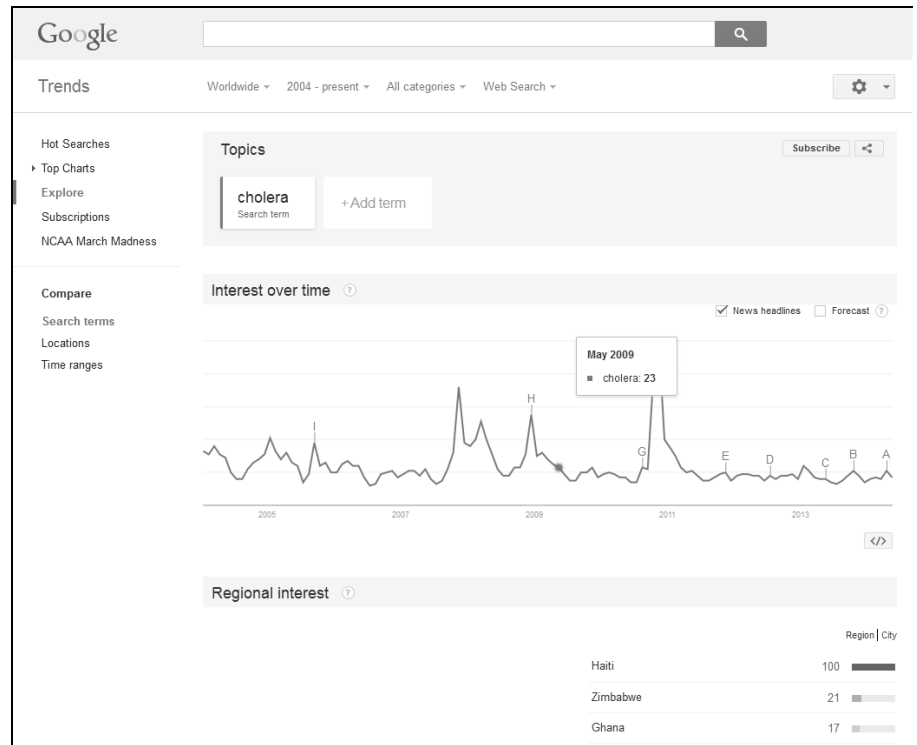 Google
Trends
Worldwide 2004 - present All categories Web Search
Hot Searches
Top Charts
Explore
Subscriptions
NCAA March Madness
Compare
Search terms
Locations
Time ranges
Topics
Subscribe
cholera
Search term
+Add term
Interest over time ?
News headlines Forecast ?
May 2009
cholera: 23
I H G E D C B A
2005 2007 2009 2011 2013
</>
Regional interest ?
Region | City
Haiti 100
Zimbabwe 21
Ghana 17